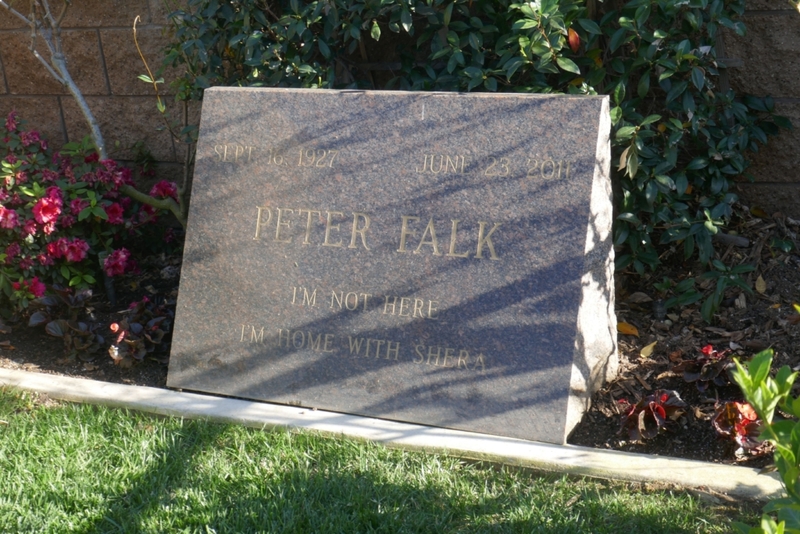 SEPT. 16, 1927 JUNE 23, 2011
PETER FALK
I'M NOT HERE
I'M HOME WITH SHERA